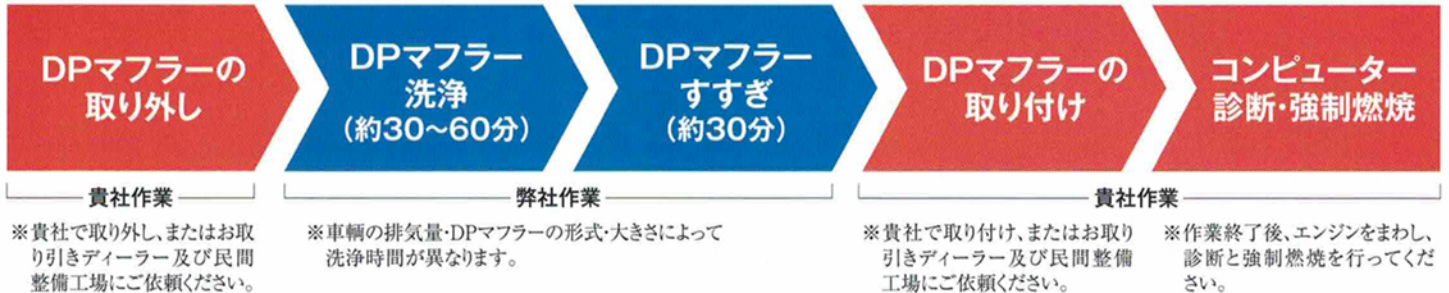 DPマフラーの
取り外し
DPマフラー
洗浄
(約30～60分)
DPマフラー
すすぎ
(約30分)
DPマフラーの
取り付け
コンピューター
診断・強制燃焼
貴社作業
弊社作業
貴社作業
※貴社で取り外し、またはお取
り引きディーラー及び民間
整備工場にご依頼ください。
※車輌の排気量・DPマフラーの形式・大きさによって
洗浄時間が異なります。
※貴社で取り付け、またはお取り
引きディーラー及び民間整備
工場にご依頼ください。
※作業終了後、エンジンをまわし、
診断と強制燃焼を行ってくだ
さい。